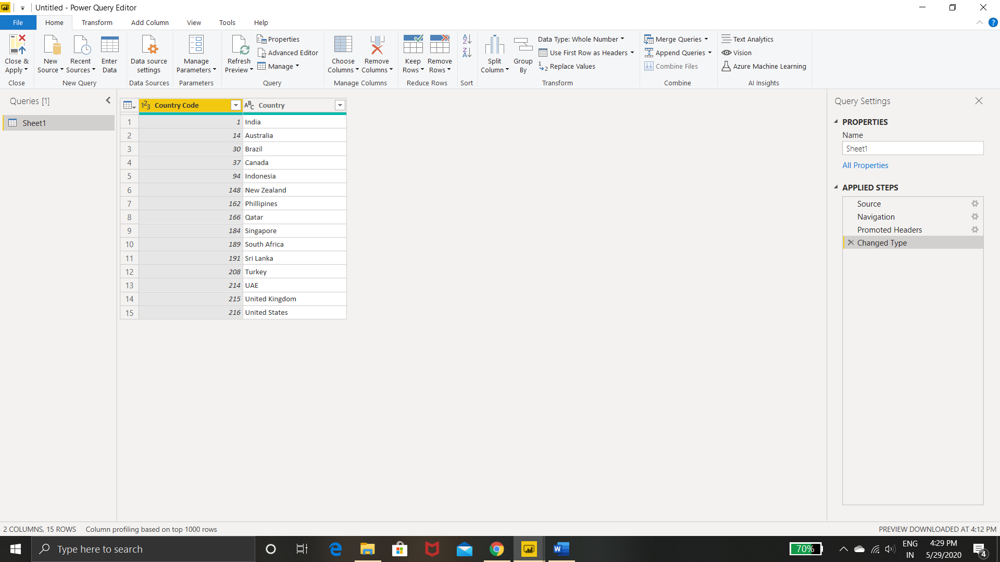 Untitled - Power Query Editor
File Home Transform Add Column View Tools Help ?
Close & Apply
Close
New Source
Recent Sources
Enter Data
New Query
Data source settings
Data Sources
Manage Parameters
Parameters
Refresh Preview
Properties
Advanced Editor
Manage
Query
Choose Columns
Remove Columns
Manage Columns
Keep Rows
Remove Rows
Reduce Rows
Sort
Split Column
Group By
Data Type: Whole Number
Use First Row as Headers
Replace Values
Transform
Merge Queries
Append Queries
Combine Files
Combine
Text Analytics
Vision
Azure Machine Learning
AI Insights
Queries [1]
Sheet1
Country Code Country
1 1 India
2 14 Australia
3 30 Brazil
4 37 Canada
5 94 Indonesia
6 148 New Zealand
7 162 Phillipines
8 166 Qatar
9 184 Singapore
10 189 South Africa
11 191 Sri Lanka
12 208 Turkey
13 214 UAE
14 215 United Kingdom
15 216 United States
Query Settings
PROPERTIES
Name
Sheet1
All Properties
APPLIED STEPS
Source
Navigation
Promoted Headers
Changed Type
2 COLUMNS, 15 ROWS Column profiling based on top 1000 rows
PREVIEW DOWNLOADED AT 4:12 PM
Type here to search
70%
ENG
IN
4:29 PM
5/29/2020
4